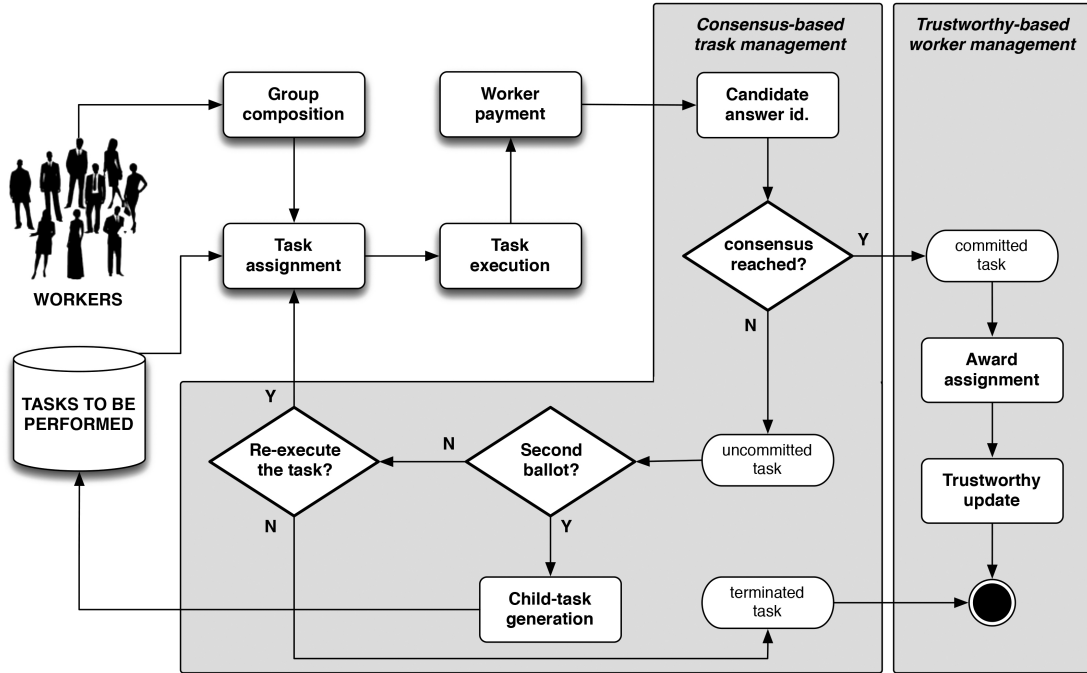 Consensus-based
trask management
Trustworthy-based
worker management
Group
composition
Worker
payment
Candidate
answer id.
WORKERS
Task
assignment
Task
execution
consensus
reached?
Y
committed
task
N
Award
assignment
TASKS TO BE
PERFORMED
Y
Re-execute
the task?
N
Second
ballot?
uncommitted
task
Trustworthy
update
N
Y
Child-task
generation
terminated
task